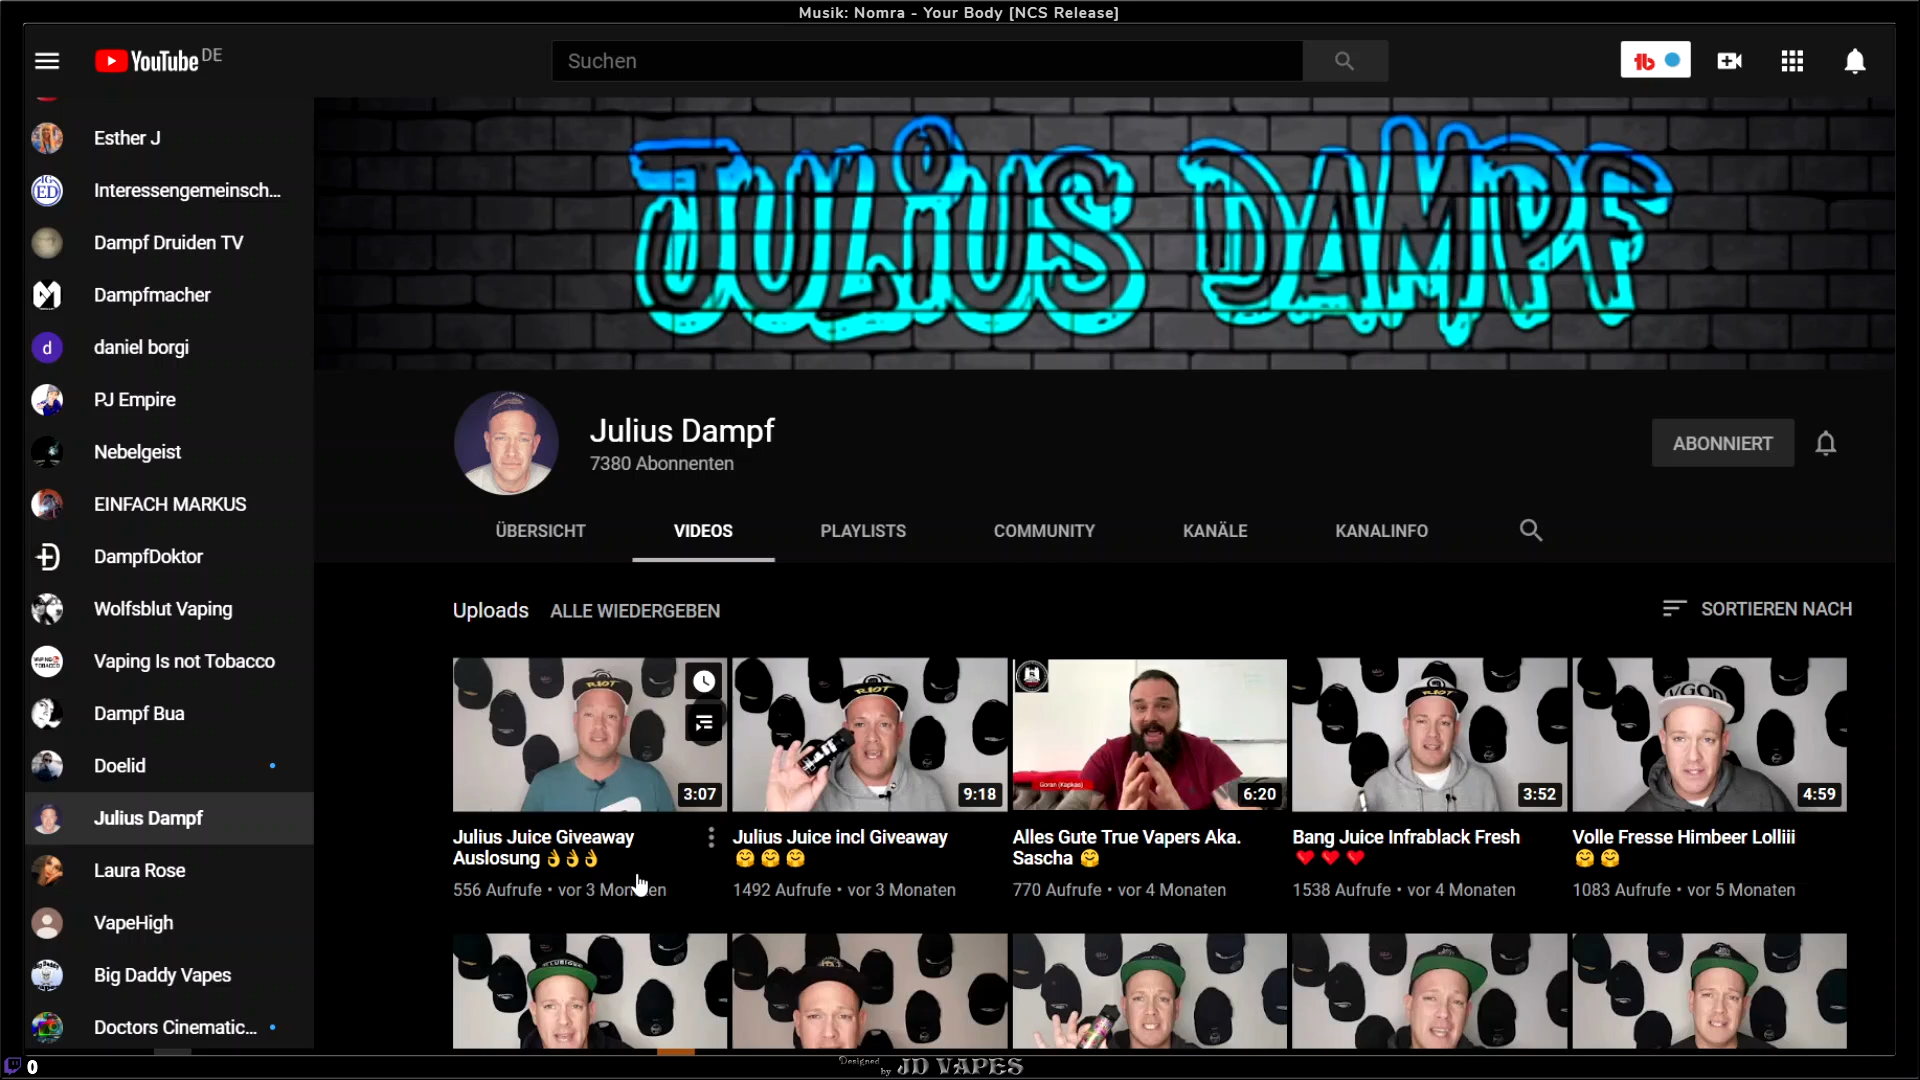 Musik: Nomra - Your Body [NCS Release]
YouTube DE
Suchen
Esther J
Interessengemeinsch...
Dampf Druiden TV
Dampfmacher
d
daniel borgi
PJ Empire
Nebelgeist
EINFACH MARKUS
DampfDoktor
Wolfsblut Vaping
Vaping Is not Tobacco
Dampf Bua
Doelid
Julius Dampf
Laura Rose
VapeHigh
Big Daddy Vapes
Doctors Cinematic...
JULIUS DAMPF
Julius Dampf
7380 Abonnenten
ABONNIERT
ÜBERSICHT
VIDEOS
PLAYLISTS
COMMUNITY
KANÄLE
KANALINFO
Uploads
ALLE WIEDERGEBEN
SORTIEREN NACH
3:07
Julius Juice Giveaway
Auslosung 👌👌👌
556 Aufrufe • vor 3 Monaten
9:18
Julius Juice incl Giveaway
🤗🤗🤗
1492 Aufrufe • vor 3 Monaten
6:20
Alles Gute True Vapers Aka.
Sascha 🤗
770 Aufrufe • vor 4 Monaten
3:52
Bang Juice Infrablack Fresh
❤️❤️❤️
1538 Aufrufe • vor 4 Monaten
VGOD
4:59
Volle Fresse Himbeer Lolliii
🤗🤗
1083 Aufrufe • vor 5 Monaten
0
Designed
by JD VAPES